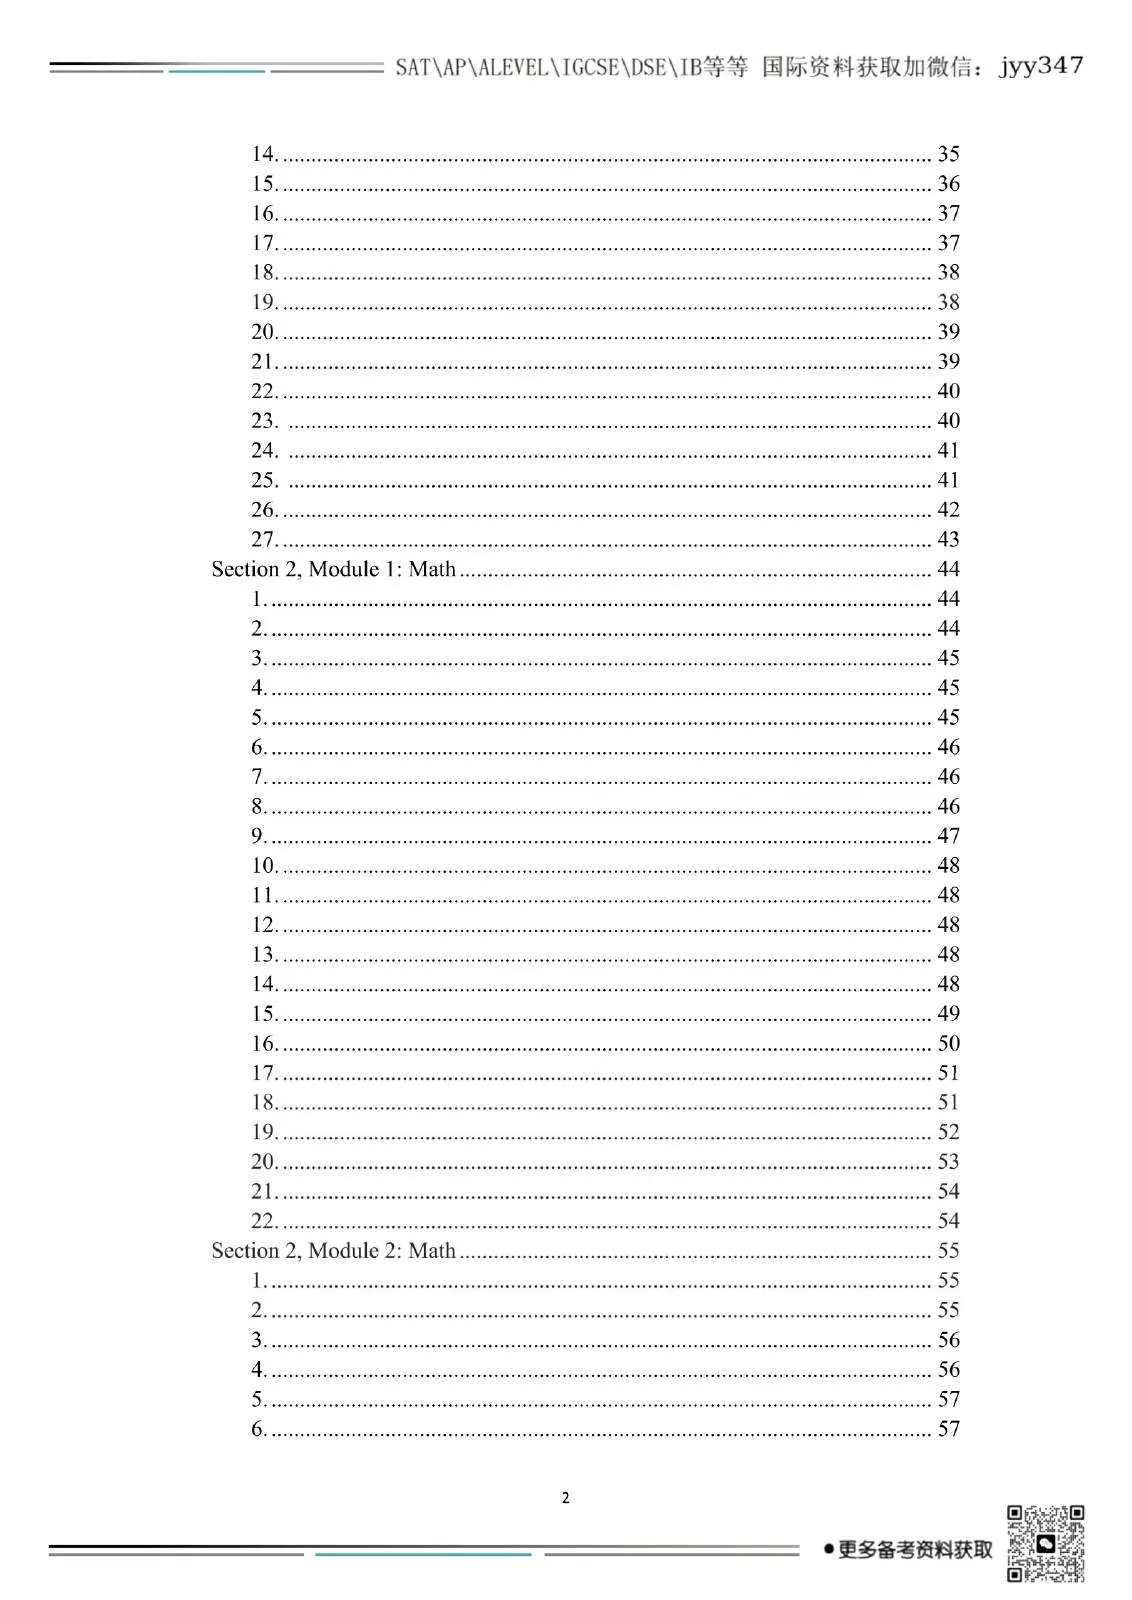 SAT\AP\ALEVEL\IGCSE\DSE\IB等等 国际资料获取加微信: jyy347
14. .......... 35
15. .......... 36
16. .......... 37
17. .......... 37
18. .......... 38
19. .......... 38
20. .......... 39
21. .......... 39
22. .......... 40
23. .......... 40
24. .......... 41
25. .......... 41
26. .......... 42
27. .......... 43
Section 2, Module 1: Math .......... 44
1. .......... 44
2. .......... 44
3. .......... 45
4. .......... 45
5. .......... 45
6. .......... 46
7. .......... 46
8. .......... 46
9. .......... 47
10. .......... 48
11. .......... 48
12. .......... 48
13. .......... 48
14. .......... 48
15. .......... 49
16. .......... 50
17. .......... 51
18. .......... 51
19. .......... 52
20. .......... 53
21. .......... 54
22. .......... 54
Section 2, Module 2: Math .......... 55
1. .......... 55
2. .......... 55
3. .......... 56
4. .......... 56
5. .......... 57
6. .......... 57
2
●更多备考资料获取